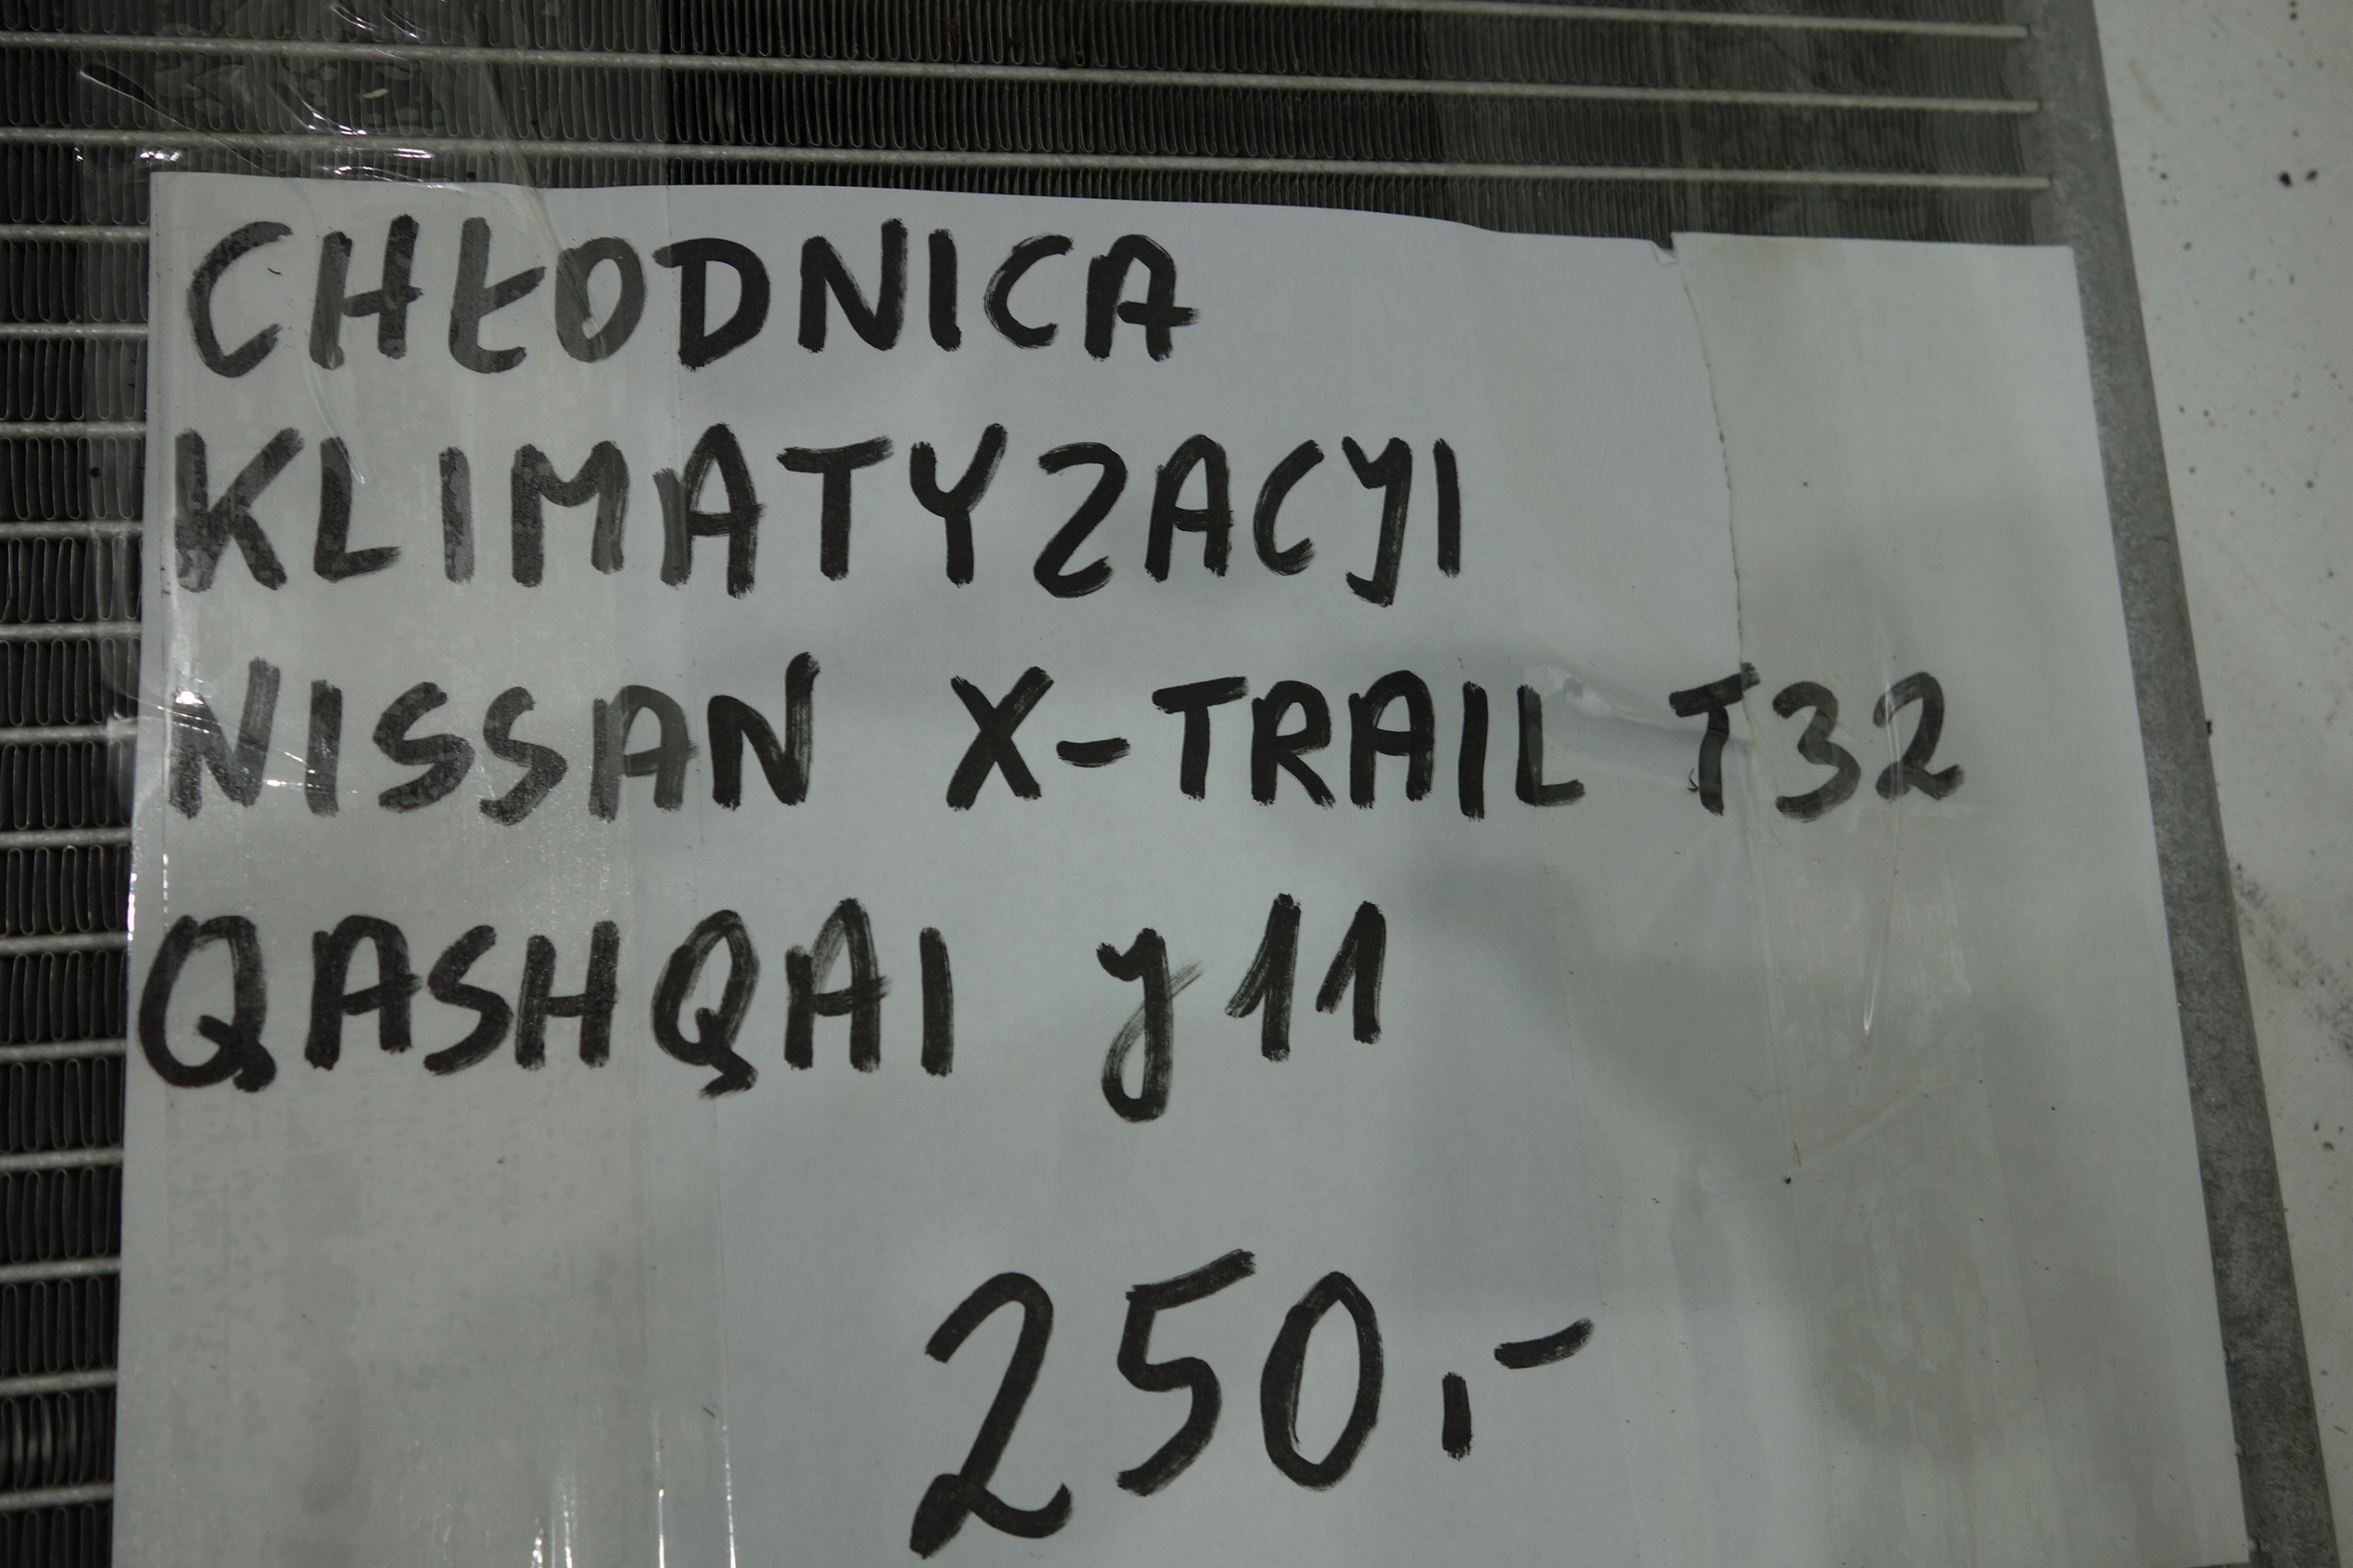 CHŁODNICA
KLIMATYZACJI
NISSAN X-TRAIL T32
QASHQAI J11
250,-